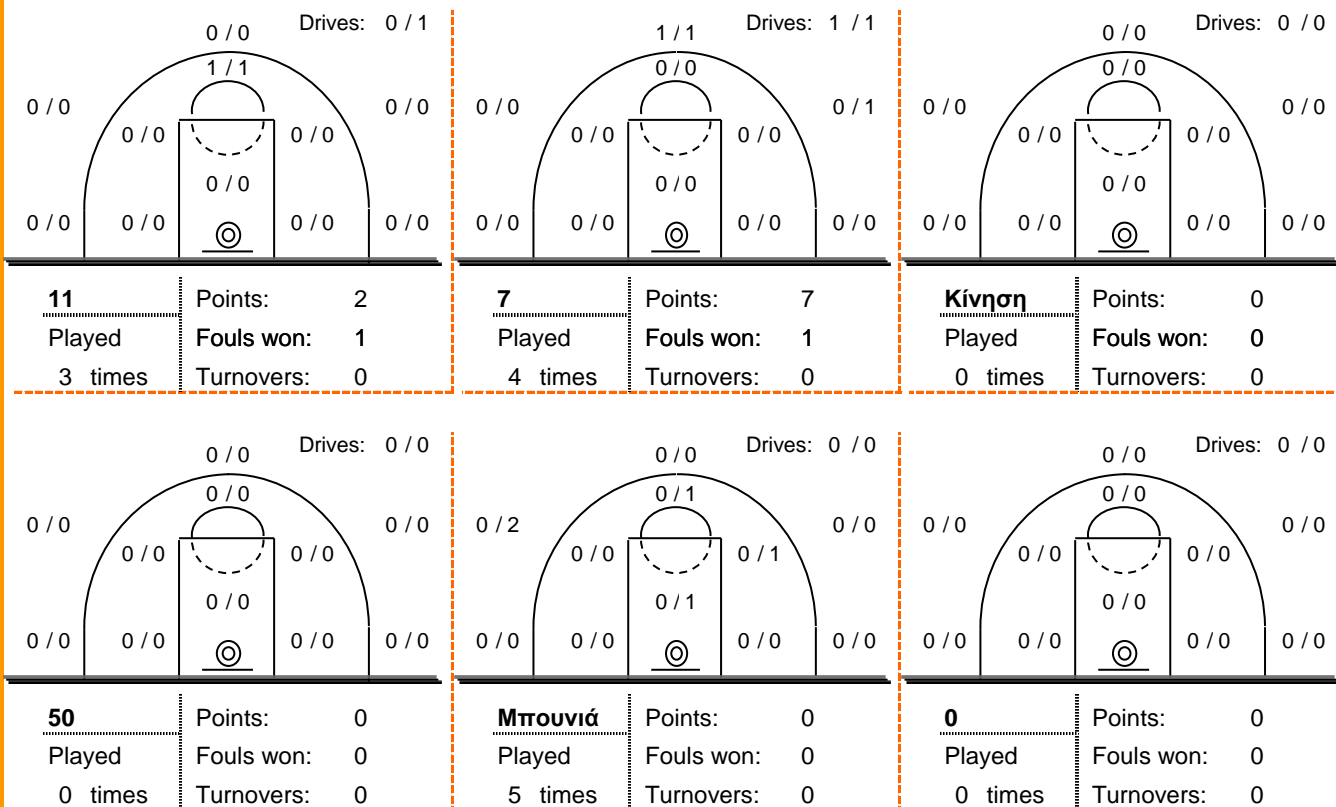 0 / 0 Drives: 0 / 1
1 / 1
0 / 0 0 / 0
0 / 0 0 / 0
0 / 0
0 / 0 0 / 0 0 / 0 0 / 0
11 Points: 2
Played Fouls won: 1
3 times Turnovers: 0
1 / 1 Drives: 1 / 1
0 / 0
0 / 0 0 / 1
0 / 0 0 / 0
0 / 0
0 / 0 0 / 0 0 / 0 0 / 0
7 Points: 7
Played Fouls won: 1
4 times Turnovers: 0
0 / 0 Drives: 0 / 0
0 / 0
0 / 0 0 / 0
0 / 0 0 / 0
0 / 0
0 / 0 0 / 0 0 / 0 0 / 0
Κίνηση Points: 0
Played Fouls won: 0
0 times Turnovers: 0
0 / 0 Drives: 0 / 0
0 / 0
0 / 0 0 / 0
0 / 0 0 / 0
0 / 0
0 / 0 0 / 0 0 / 0 0 / 0
50 Points: 0
Played Fouls won: 0
0 times Turnovers: 0
0 / 0 Drives: 0 / 0
0 / 1
0 / 2 0 / 0
0 / 0 0 / 1
0 / 1
0 / 0 0 / 0 0 / 0 0 / 0
Μπουνιά Points: 0
Played Fouls won: 0
5 times Turnovers: 0
0 / 0 Drives: 0 / 0
0 / 0
0 / 0 0 / 0
0 / 0 0 / 0
0 / 0
0 / 0 0 / 0 0 / 0 0 / 0
0 Points: 0
Played Fouls won: 0
0 times Turnovers: 0